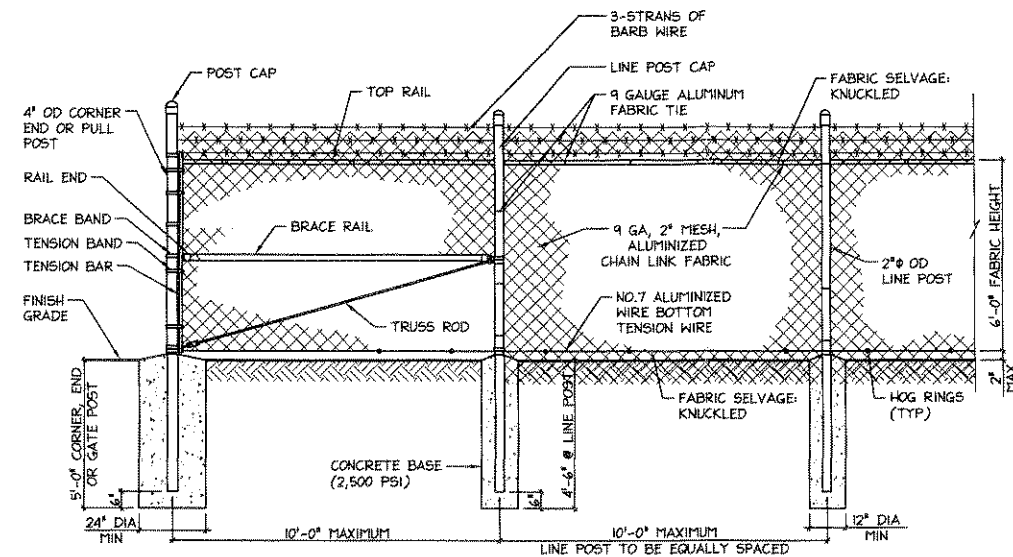 3-STRANS OF
BARB WIRE
POST CAP
LINE POST CAP
FABRIC SELVAGE:
KNUCKLED
TOP RAIL
9 GAUGE ALUMINUM
FABRIC TIE
4" OD CORNER
END OR PULL
POST
RAIL END
BRACE BAND
TENSION BAND
TENSION BAR
FINISH
GRADE
BRACE RAIL
9 GA, 2" MESH,
ALUMINIZED
CHAIN LINK FABRIC
2"Φ OD
LINE POST
6'-0" FABRIC HEIGHT
TRUSS ROD
NO.7 ALUMINIZED
WIRE BOTTOM
TENSION WIRE
2"
MAX
FABRIC SELVAGE:
KNUCKLED
HOG RINGS
(TYP)
5'-0" CORNER, END
OR GATE POST
CONCRETE BASE
(2,500 PSI)
4'-6" @ LINE POST
6"
6"
24" DIA
MIN
10'-0" MAXIMUM
10'-0" MAXIMUM
12" DIA
MIN
LINE POST TO BE EQUALLY SPACED